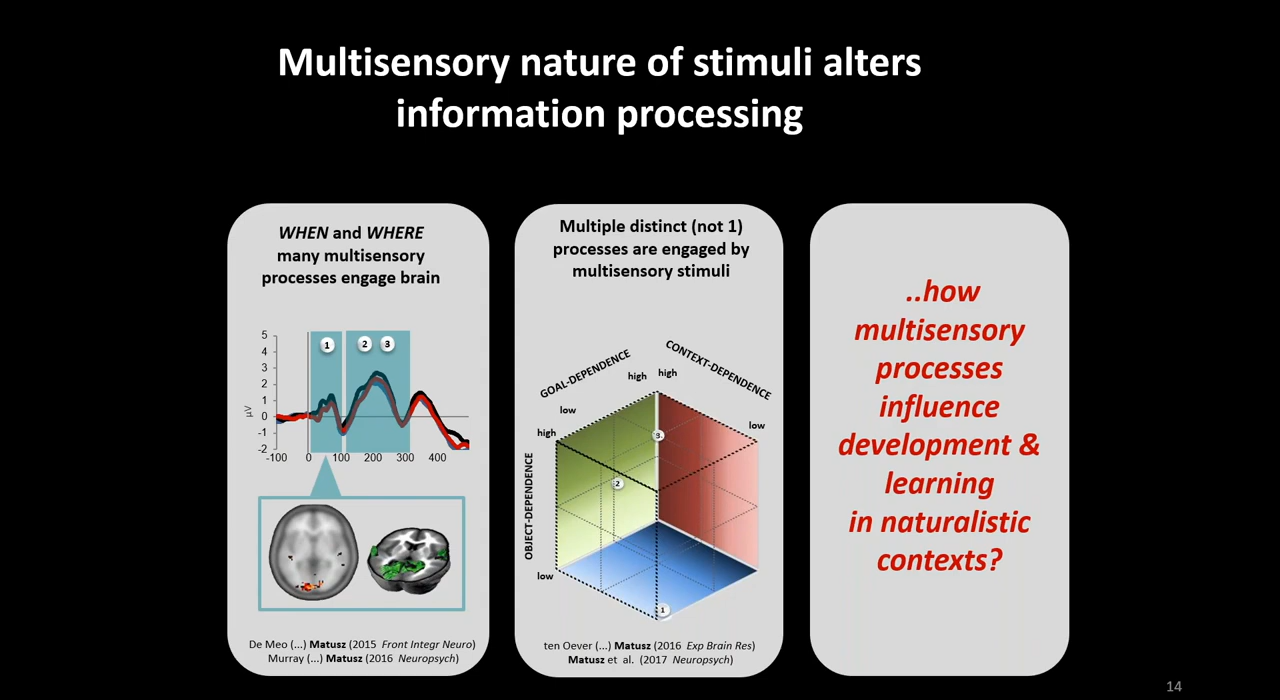 Multisensory nature of stimuli alters
information processing
WHEN and WHERE
many multisensory
processes engage brain
5
4
3
2
1
0
-1
-2
µV
-100 0 100 200 300 400
1 2 3
De Meo (...) Matusz (2015 Front Integr Neuro)
Murray (...) Matusz (2016 Neuropsych)
Multiple distinct (not 1)
processes are engaged by
multisensory stimuli
GOAL-DEPENDENCE
CONTEXT-DEPENDENCE
high high
low
low
high
OBJECT-DEPENDENCE
low
3
2
1
ten Oever (...) Matusz (2016 Exp Brain Res)
Matusz et al. (2017 Neuropsych)
..how
multisensory
processes
influence
development &
learning
in naturalistic
contexts?
14